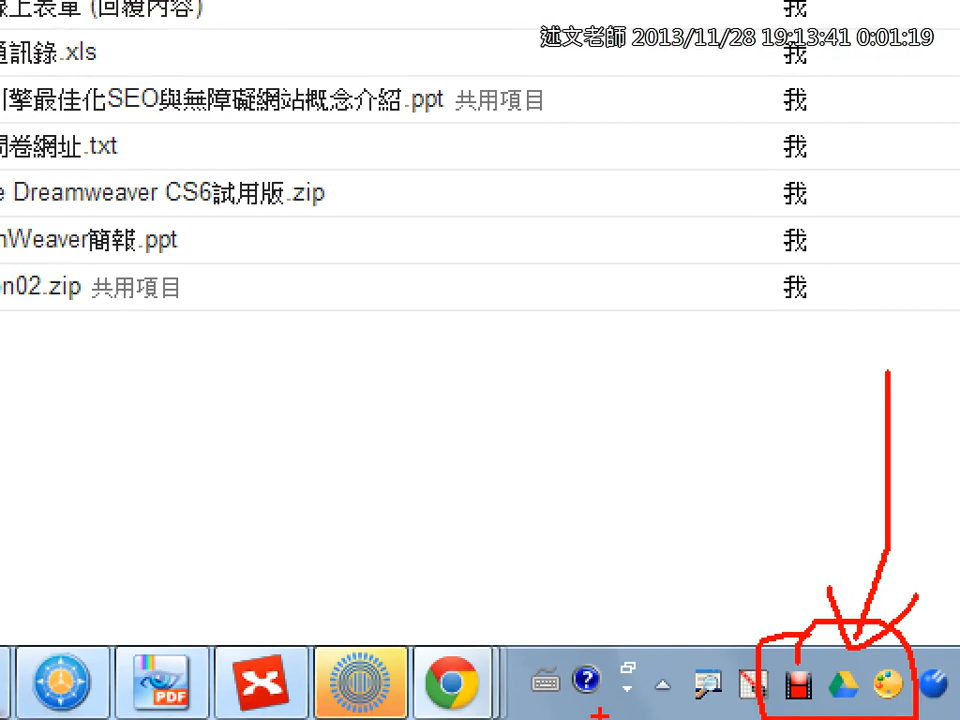 線上表單 (回覆內容) 我
述文老師 2013/11/28 19:13:41 0:01:19
通訊錄.xls 我
擎最佳化SEO與無障礙網站概念介紹.ppt 共用項目 我
問卷網址.txt 我
e Dreamweaver CS6試用版.zip 我
mWeaver簡報.ppt 我
on02.zip 共用項目 我
PDF